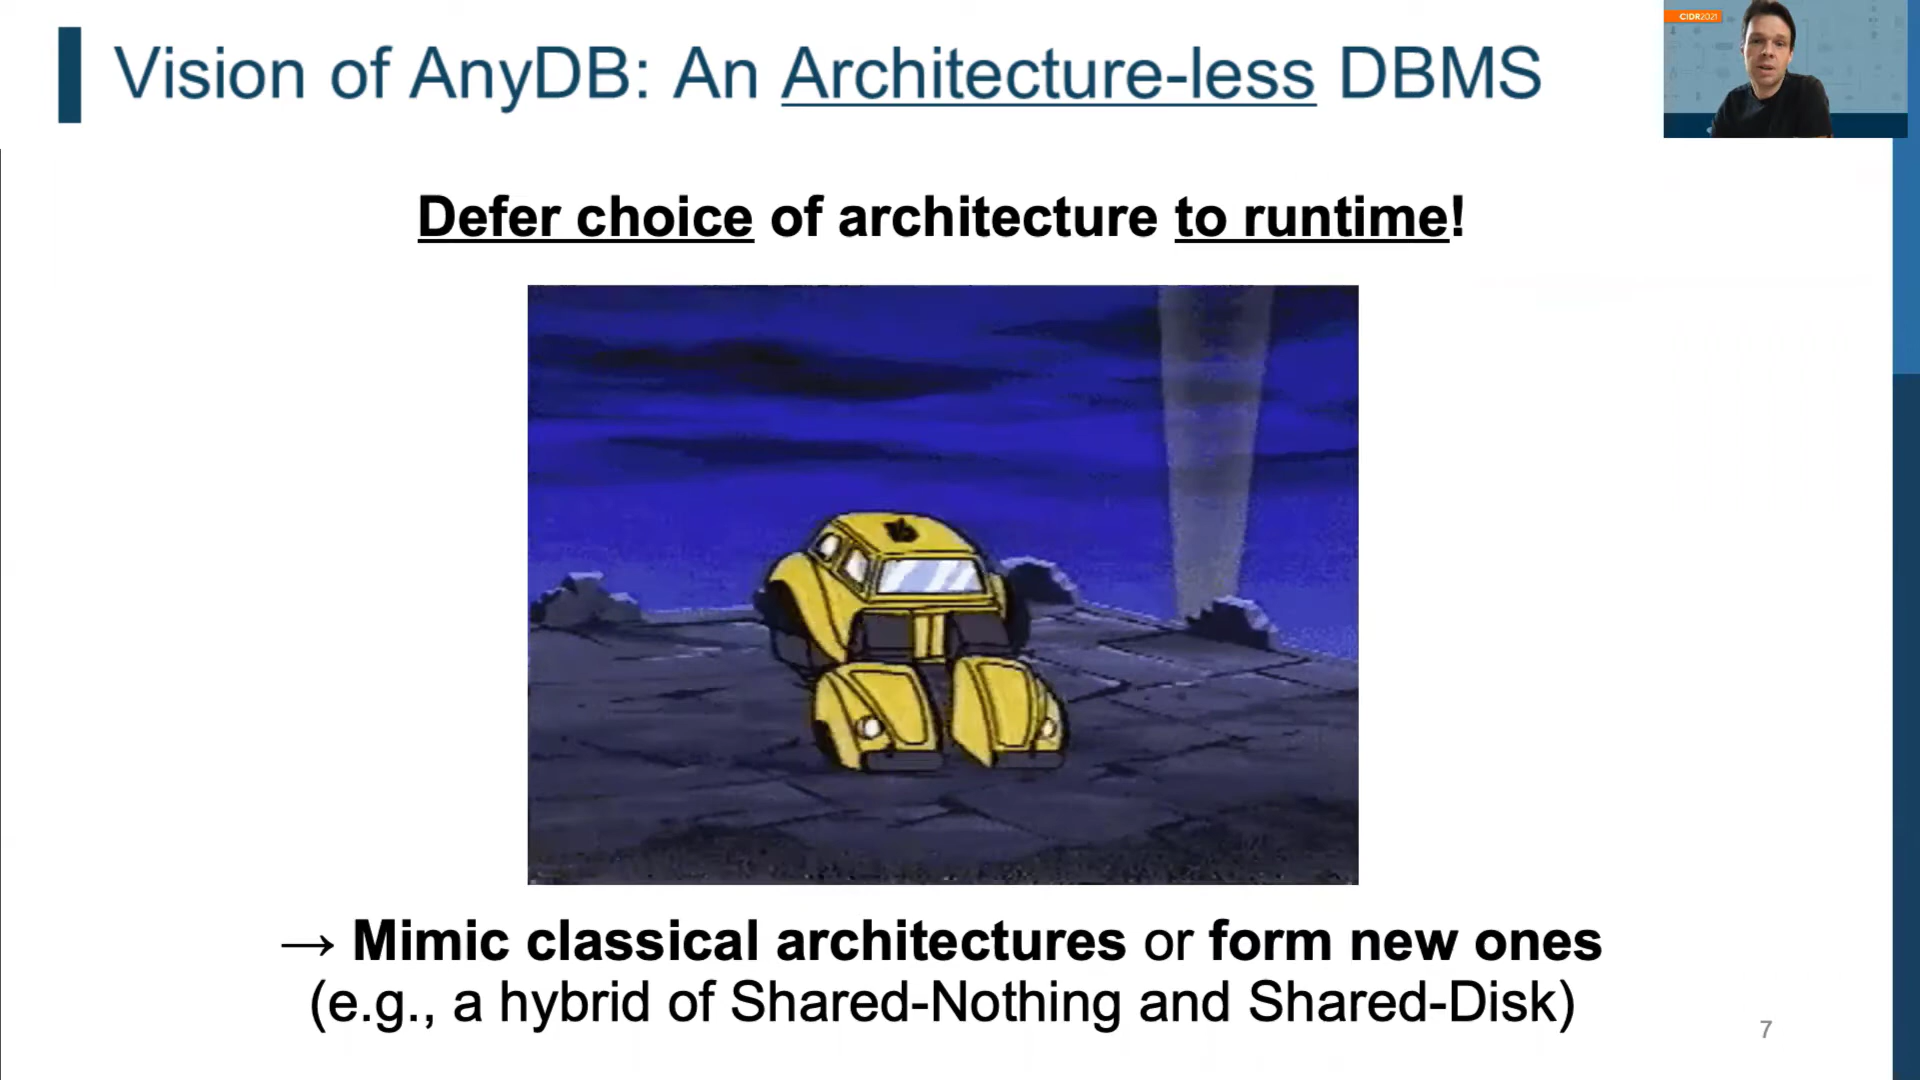 Vision of AnyDB: An Architecture-less DBMS
CIDR2021
Defer choice of architecture to runtime!
→ Mimic classical architectures or form new ones
(e.g., a hybrid of Shared-Nothing and Shared-Disk)
7